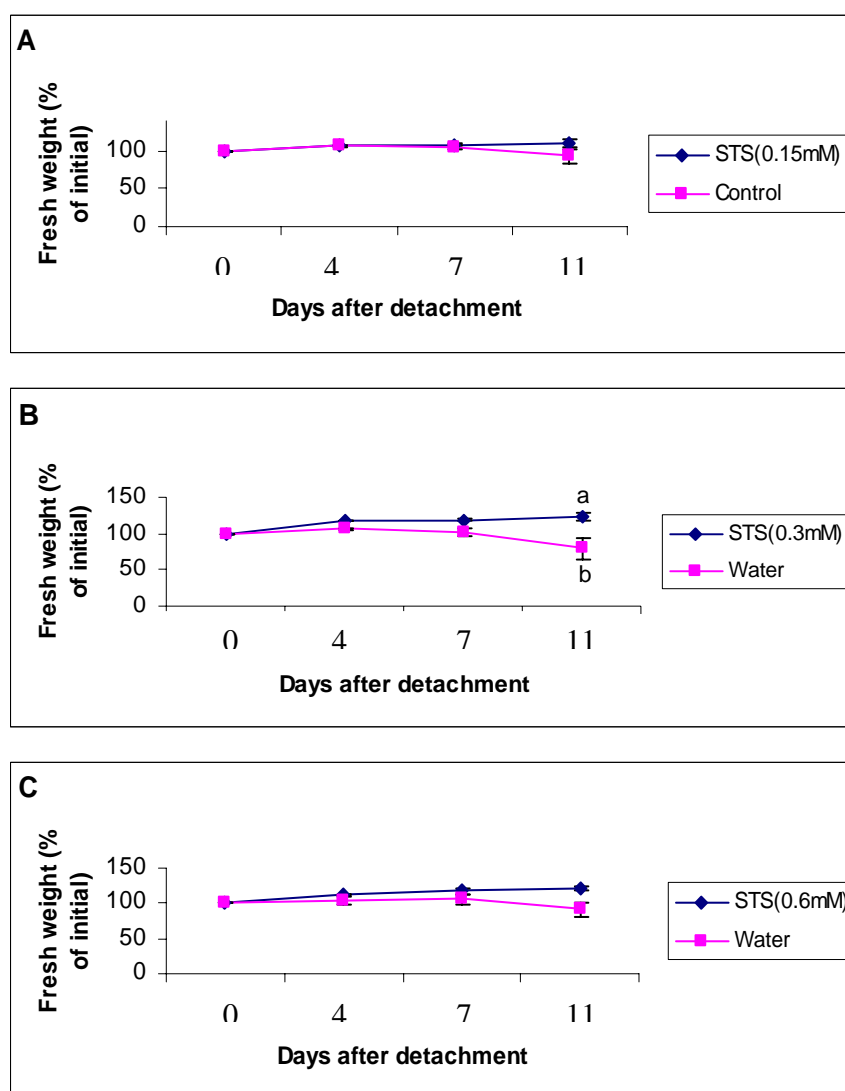 A
Fresh weight (%
of initial)
100
50
0
0 4 7 11
Days after detachment
STS(0.15mM)
Control
B
Fresh weight (%
of initial)
150
100
50
0
a
b
0 4 7 11
Days after detachment
STS(0.3mM)
Water
C
Fresh weight (%
of initial)
150
100
50
0
0 4 7 11
Days after detachment
STS(0.6mM)
Water